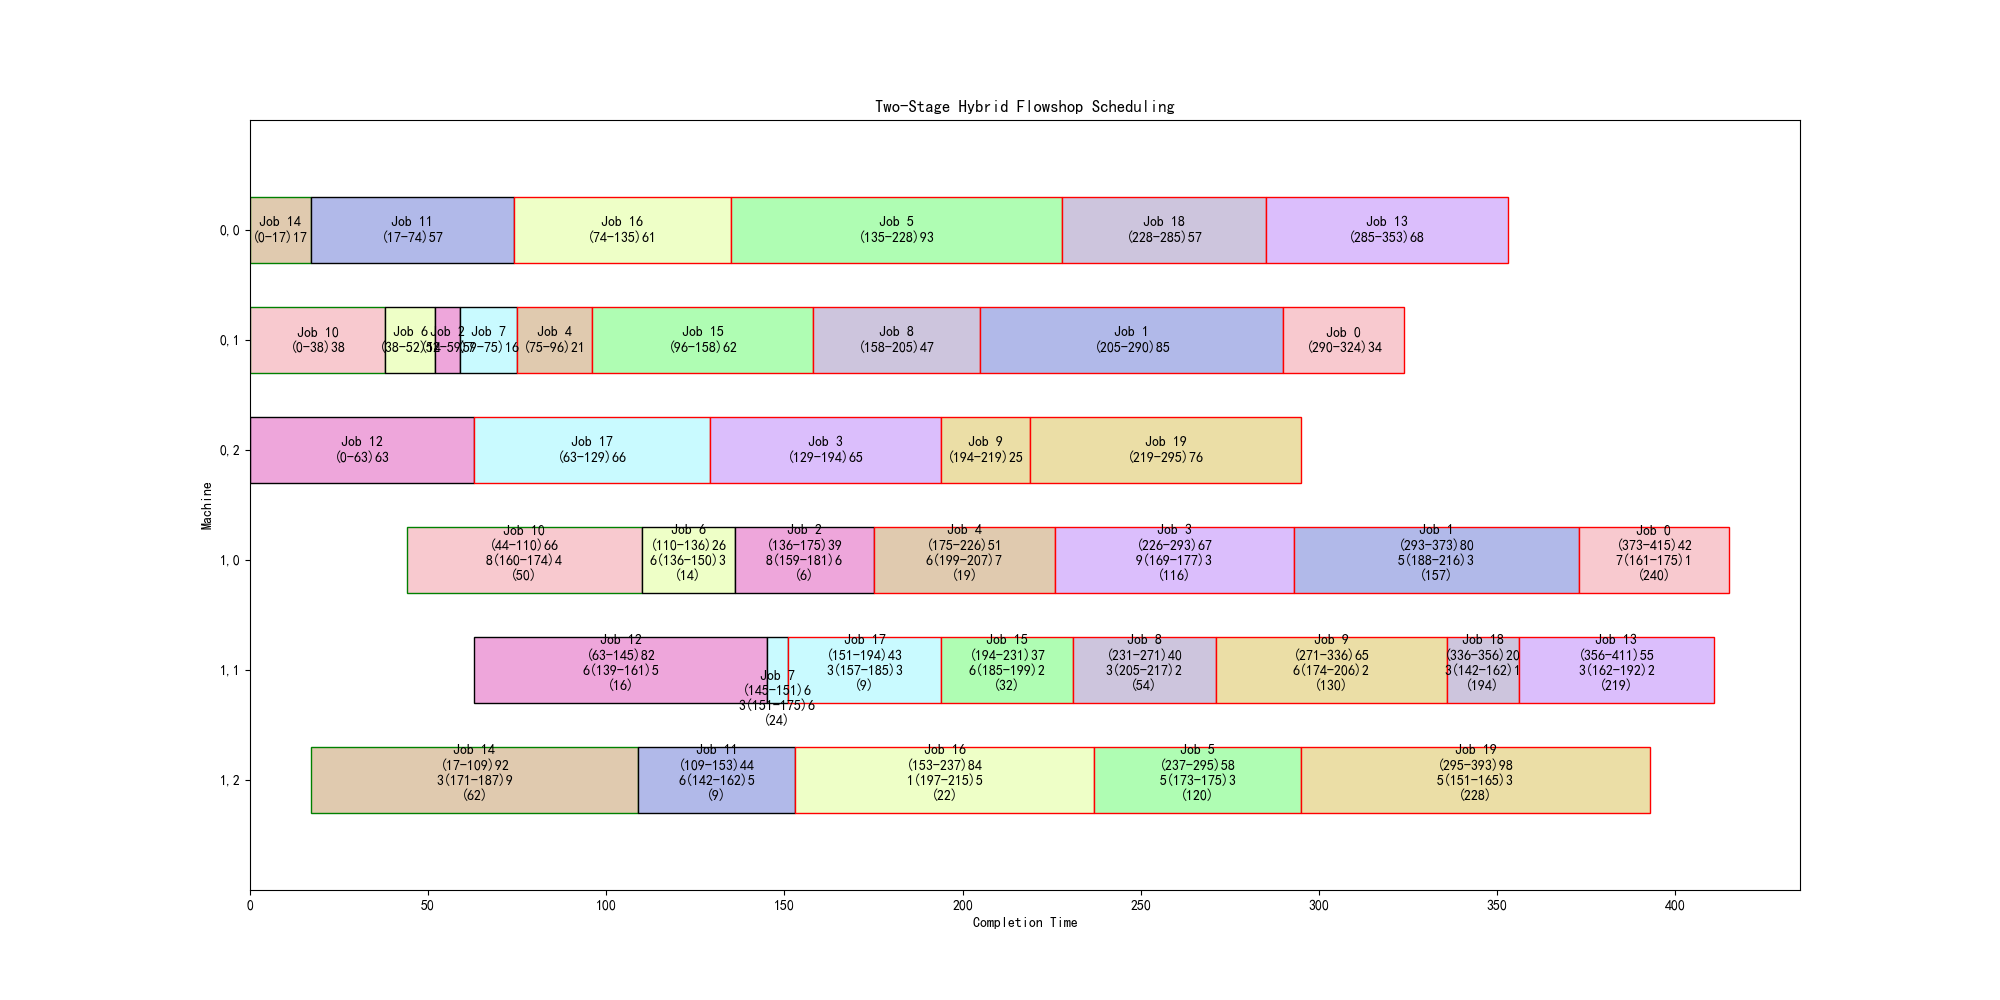 Two-Stage Hybrid Flowshop Scheduling
0,0
Job 14
(0-17)17
Job 11
(17-74)57
Job 16
(74-135)61
Job 5
(135-228)93
Job 18
(228-285)57
Job 13
(285-353)68
0,1
Job 10
(0-38)38
Job 6
(38-52)14
Job 2
(52-59)7
Job 7
(59-75)16
Job 4
(75-96)21
Job 15
(96-158)62
Job 8
(158-205)47
Job 1
(205-290)85
Job 0
(290-324)34
0,2
Job 12
(0-63)63
Job 17
(63-129)66
Job 3
(129-194)65
Job 9
(194-219)25
Job 19
(219-295)76
Machine
1,0
Job 10
(44-110)66
8(160-174)4
(50)
Job 6
(110-136)26
6(136-150)3
(14)
Job 2
(136-175)39
8(159-181)6
(6)
Job 4
(175-226)51
6(199-207)7
(19)
Job 3
(226-293)67
9(169-177)3
(116)
Job 1
(293-373)80
5(188-216)3
(157)
Job 0
(373-415)42
7(161-175)1
(240)
1,1
Job 12
(63-145)82
6(139-161)5
(16)
Job 7
(145-151)6
3(151-175)6
(24)
Job 17
(151-194)43
3(157-185)3
(9)
Job 15
(194-231)37
6(185-199)2
(32)
Job 8
(231-271)40
3(205-217)2
(54)
Job 9
(271-336)65
6(174-206)2
(130)
Job 18
(336-356)20
3(142-162)1
(194)
Job 13
(356-411)55
3(162-192)2
(219)
1,2
Job 14
(17-109)92
3(171-187)9
(62)
Job 11
(109-153)44
6(142-162)5
(9)
Job 16
(153-237)84
1(197-215)5
(22)
Job 5
(237-295)58
5(173-175)3
(120)
Job 19
(295-393)98
5(151-165)3
(228)
0
50
100
150
200
250
300
350
400
Completion Time